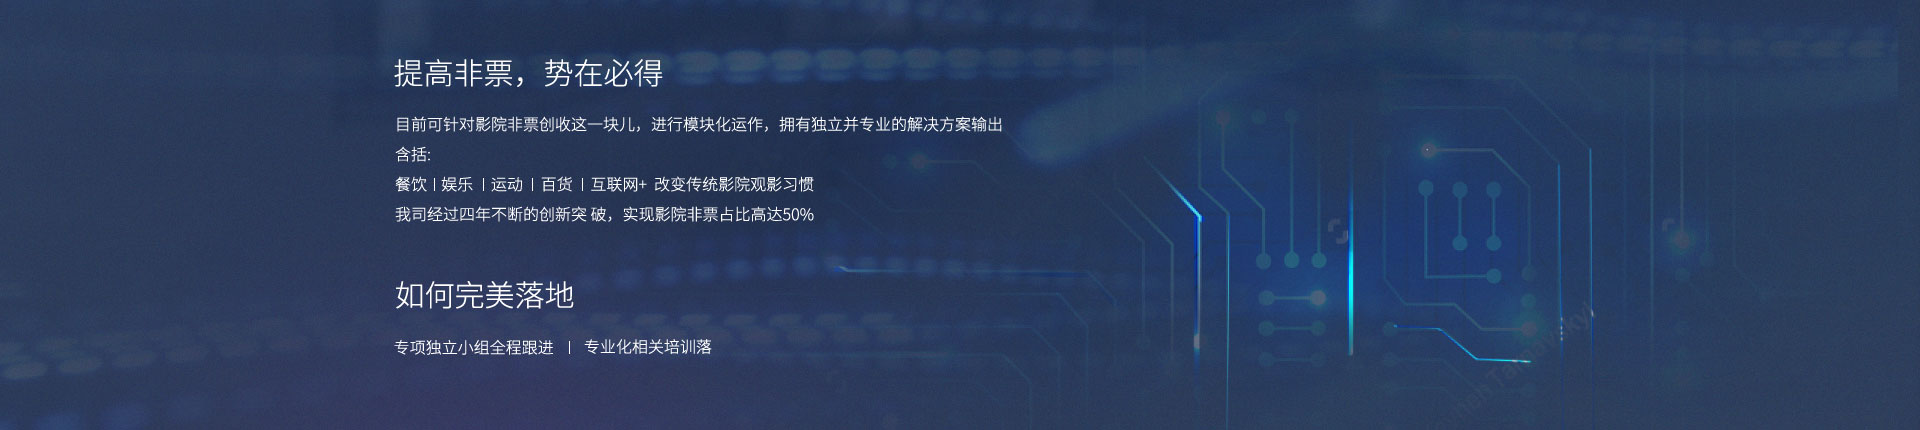 提高非票，势在必得
目前可针对影院非票创收这一块儿，进行模块化运作，拥有独立并专业的解决方案输出
含括:
餐饮 | 娱乐 | 运动 | 百货 | 互联网+ 改变传统影院观影习惯
我司经过四年不断的创新突 破，实现影院非票占比高达50%
如何完美落地
专项独立小组全程跟进 | 专业化相关培训落